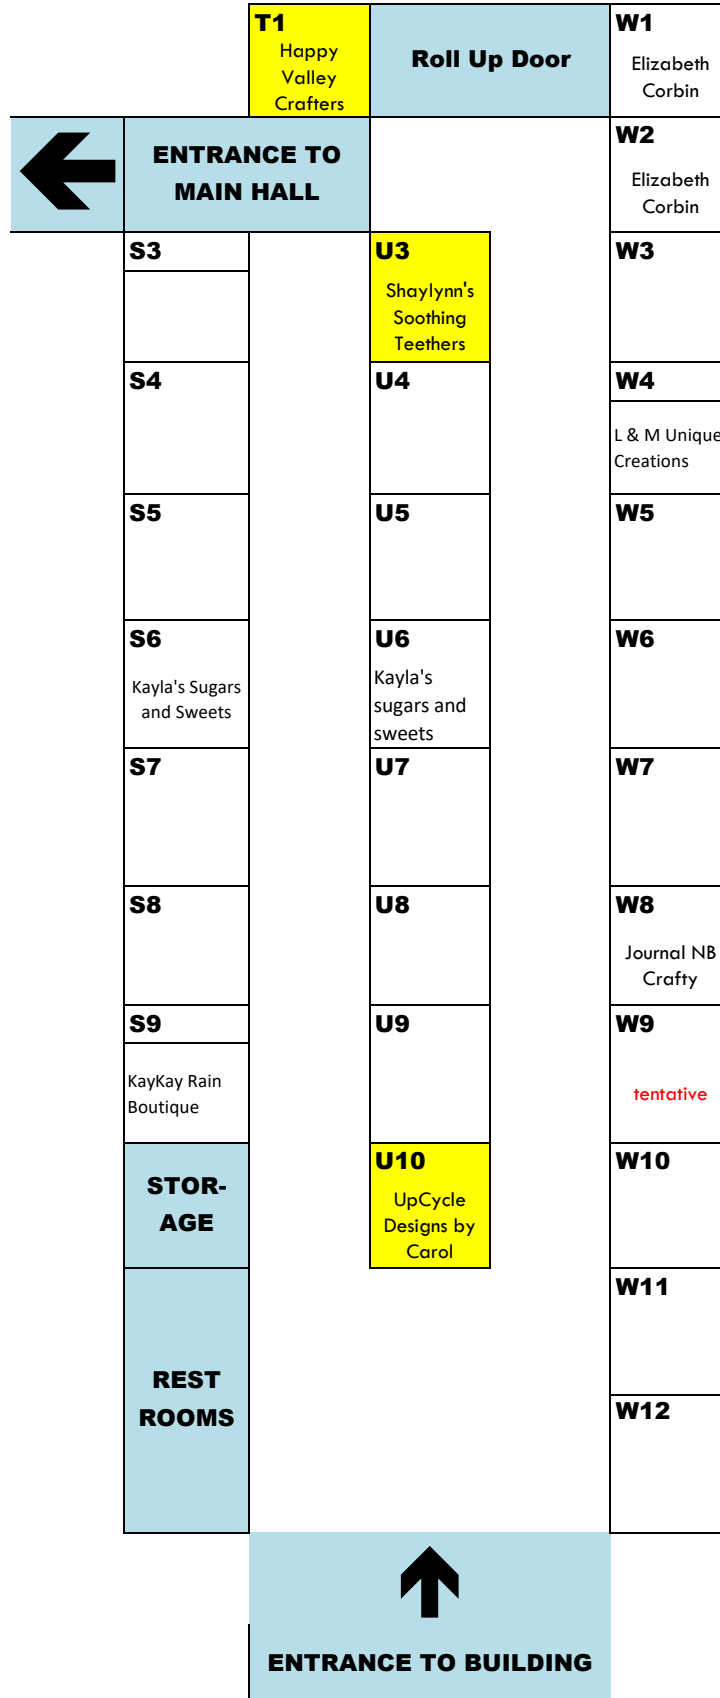 T1
Happy
Valley
Crafters
Roll Up Door
W1
Elizabeth
Corbin
ENTRANCE TO
MAIN HALL
W2
Elizabeth
Corbin
S3
U3
Shaylynn's
Soothing
Teethers
W3
S4
U4
W4
L & M Unique
Creations
S5
U5
W5
S6
Kayla's Sugars
and Sweets
U6
Kayla's
sugars and
sweets
W6
S7
U7
W7
S8
U8
W8
Journal NB
Crafty
S9
KayKay Rain
Boutique
U9
W9
tentative
STOR-
AGE
U10
UpCycle
Designs by
Carol
W10
W11
REST
ROOMS
W12
ENTRANCE TO BUILDING